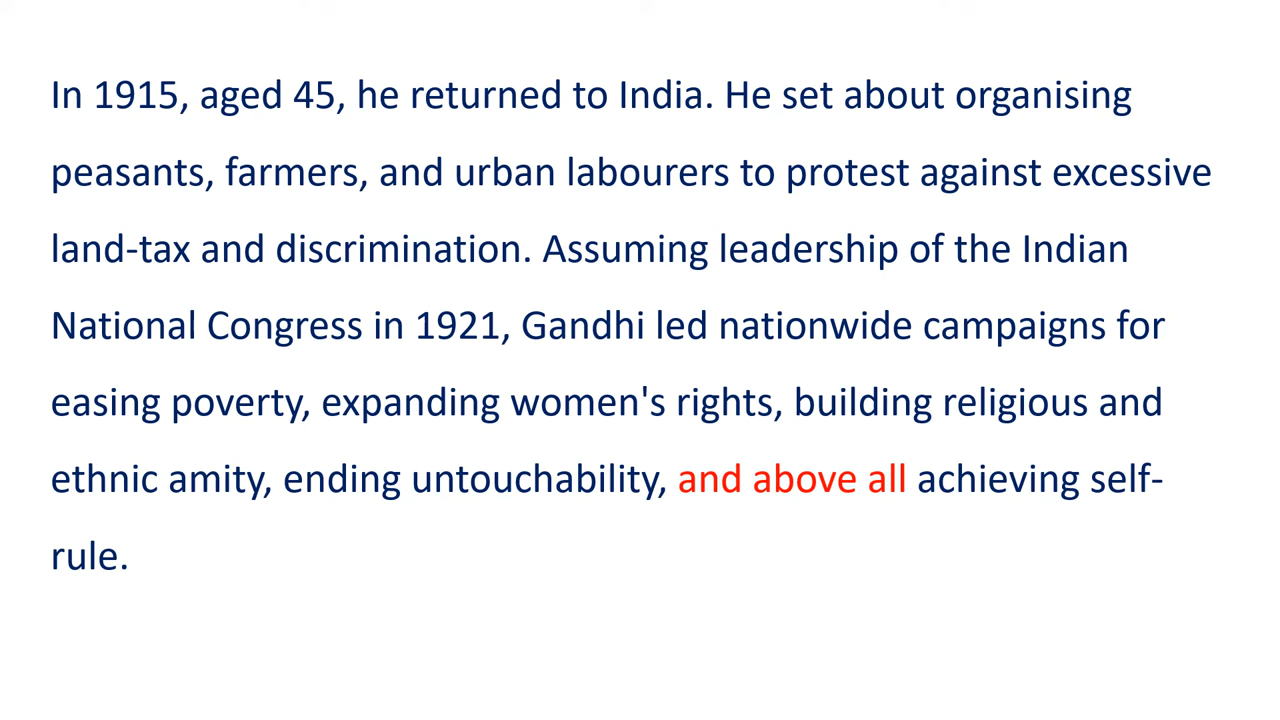 In 1915, aged 45, he returned to India. He set about organising
peasants, farmers, and urban labourers to protest against excessive
land-tax and discrimination. Assuming leadership of the Indian
National Congress in 1921, Gandhi led nationwide campaigns for
easing poverty, expanding women's rights, building religious and
ethnic amity, ending untouchability, and above all achieving self-
rule.